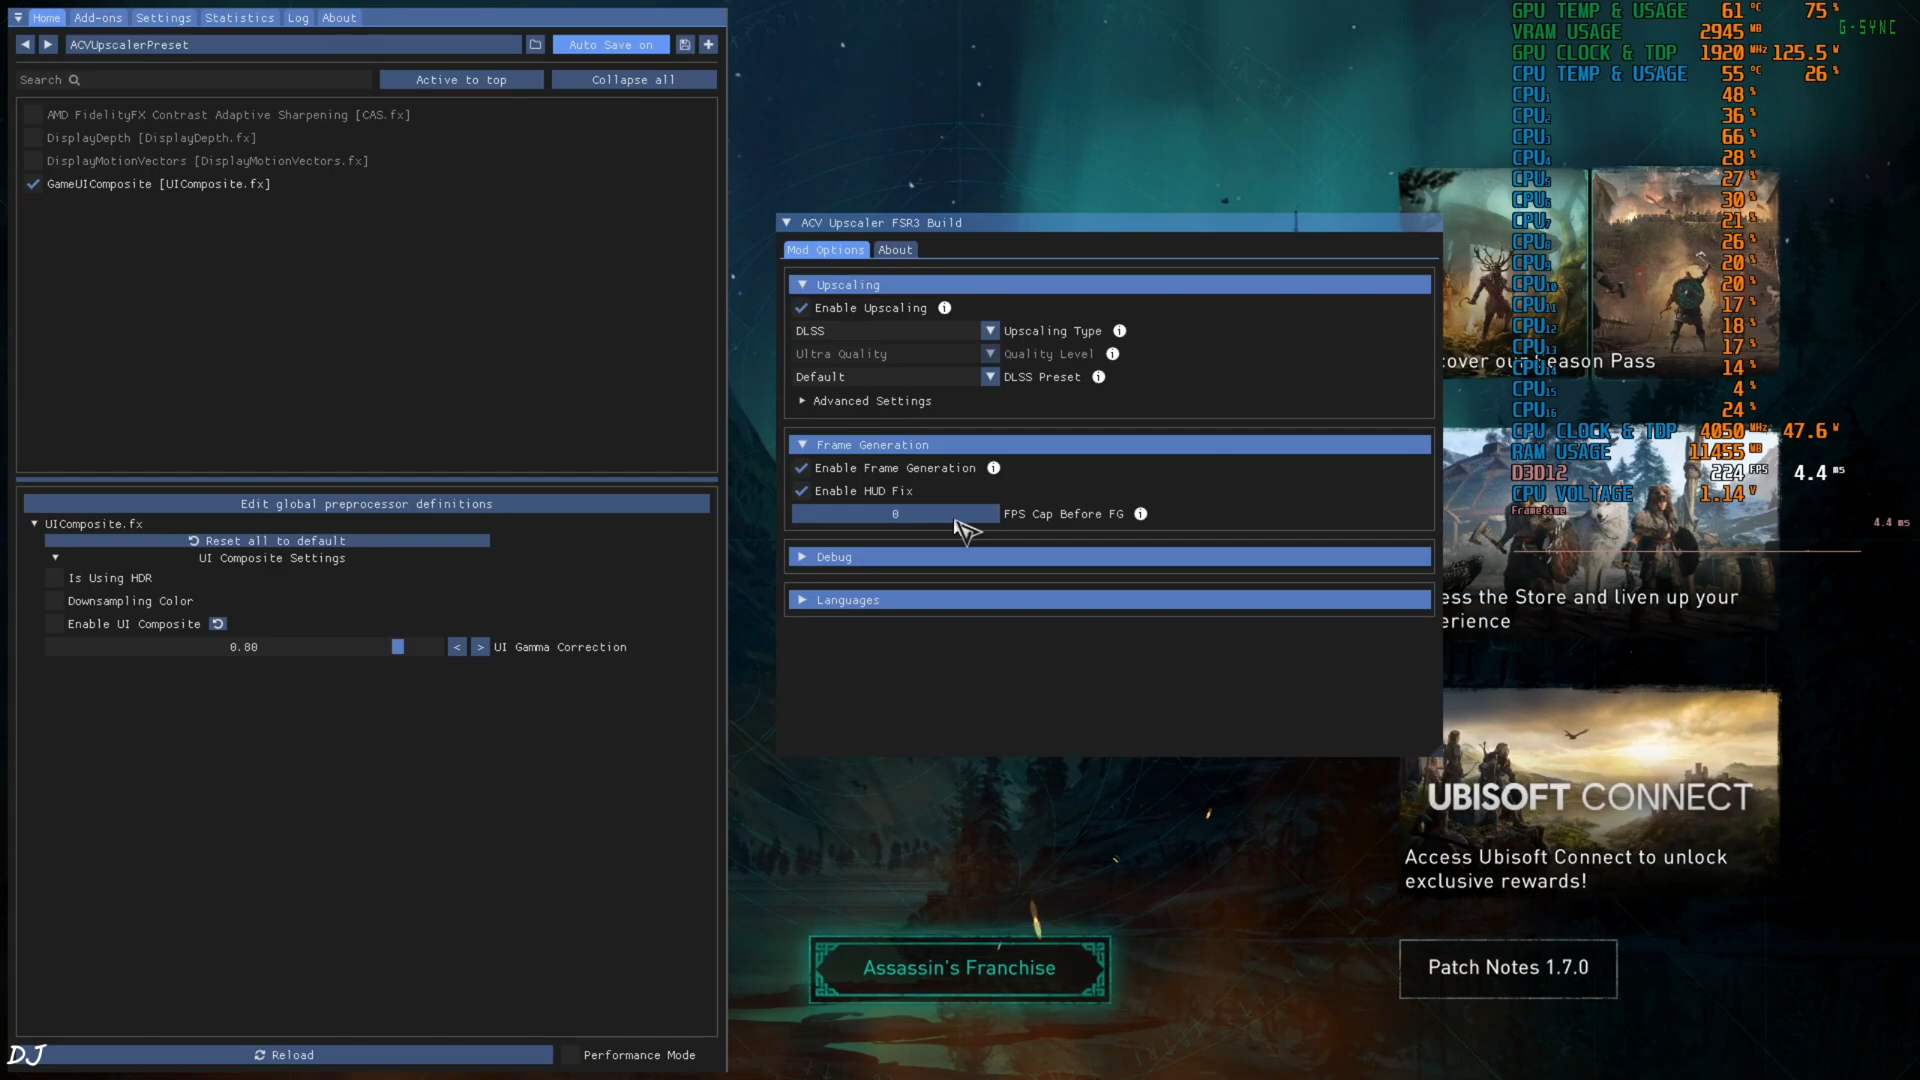 Home Add-ons Settings Statistics Log About
ACVUpscalerPreset Auto Save on
Search Active to top Collapse all
AMD FidelityFX Contrast Adaptive Sharpening [CAS.fx]
DisplayDepth [DisplayDepth.fx]
DisplayMotionVectors [DisplayMotionVectors.fx]
GameUIComposite [UIComposite.fx]
Edit global preprocessor definitions
UIComposite.fx
Reset all to default
UI Composite Settings
Is Using HDR
Downsampling Color
Enable UI Composite
0.80 < > UI Gamma Correction
Reload Performance Mode
DJ
ACV Upscaler FSR3 Build
Mod Options About
Upscaling
Enable Upscaling
DLSS Upscaling Type
Ultra Quality Quality Level
Default DLSS Preset
Advanced Settings
Frame Generation
Enable Frame Generation
Enable HUD Fix
0 FPS Cap Before FG
Debug
Languages
GPU TEMP & USAGE 61 °C 75 %
G-SYNC
VRAM USAGE 2945 MB
GPU CLOCK & TDP 1920 MHz 125.5 W
CPU TEMP & USAGE 55 °C 26 %
CPU1 48 %
CPU2 36 %
CPU3 66 %
CPU4 28 %
CPU5 27 %
CPU6 30 %
CPU7 21 %
CPU8 26 %
CPU9 20 %
CPU10 20 %
CPU11 17 %
CPU12 18 %
CPU13 17 %
CPU14 14 %
CPU15 4 %
CPU16 24 %
CPU CLOCK & TDP 4050 MHz 47.6 W
RAM USAGE 11455 MB
D3D12 224 FPS 4.4 ms
CPU VOLTAGE 1.14 V
Frametime
4.4 ms
cover our Season Pass
ess the Store and liven up your
erience
UBISOFT CONNECT
Access Ubisoft Connect to unlock
exclusive rewards!
Assassin's Franchise
Patch Notes 1.7.0